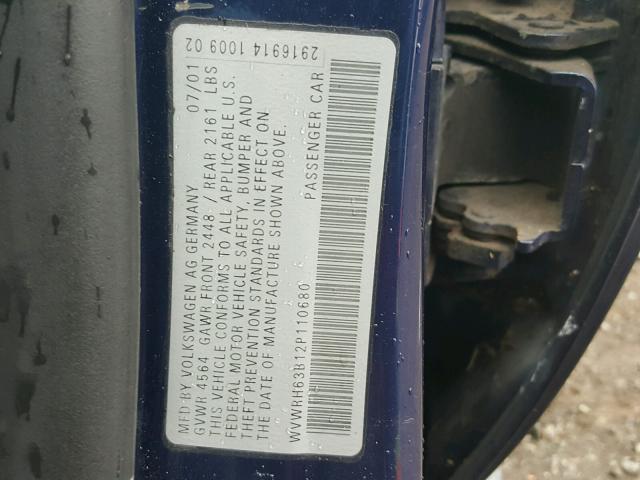 MFD BY VOLKSWAGEN AG GERMANY 07/01
GVWR 4564 GAWR FRONT 2448 / REAR 2161 LBS
THIS VEHICLE CONFORMS TO ALL APPLICABLE U.S.
FEDERAL MOTOR VEHICLE SAFETY, BUMPER AND
THEFT PREVENTION STANDARDS IN EFFECT ON
THE DATE OF MANUFACTURE SHOWN ABOVE.
WVWRH63B12P110680 PASSENGER CAR
2916914 1009 02